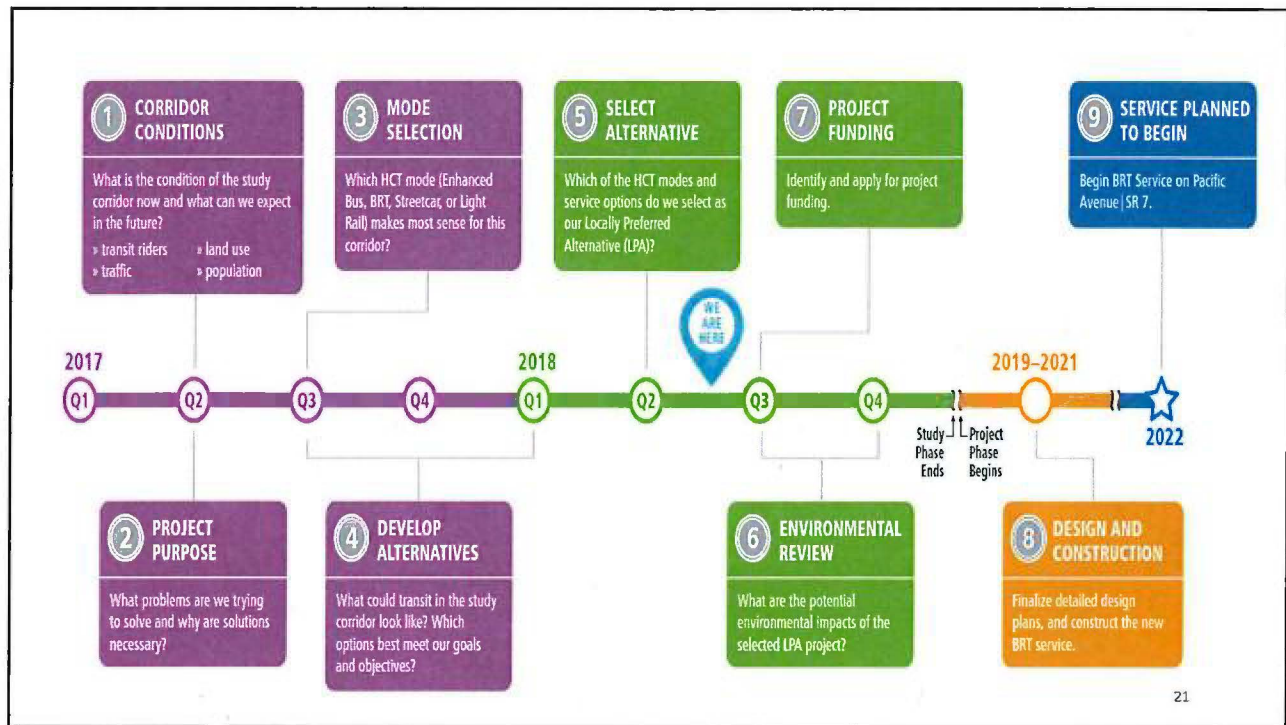 1 CORRIDOR
CONDITIONS
What is the condition of the study
corridor now and what can we expect
in the future?
» transit riders » land use
» traffic » population
3 MODE
SELECTION
Which HCT mode (Enhanced
Bus, BRT, Streetcar, or Light
Rail) makes most sense for this
corridor?
5 SELECT
ALTERNATIVE
Which of the HCT modes and
service options do we select as
our Locally Preferred
Alternative (LPA)?
7 PROJECT
FUNDING
Identify and apply for project
funding.
9 SERVICE PLANNED
TO BEGIN
Begin BRT Service on Pacific
Avenue | SR 7.
WE
ARE
HERE
2017 2018 2019–2021
Q1 Q2 Q3 Q4 Q1 Q2 Q3 Q4
2022
Study
Phase
Ends
Project
Phase
Begins
2 PROJECT
PURPOSE
What problems are we trying
to solve and why are solutions
necessary?
4 DEVELOP
ALTERNATIVES
What could transit in the study
corridor look like? Which
options best meet our goals
and objectives?
6 ENVIRONMENTAL
REVIEW
What are the potential
environmental impacts of the
selected LPA project?
8 DESIGN AND
CONSTRUCTION
Finalize detailed design
plans, and construct the new
BRT service.
21